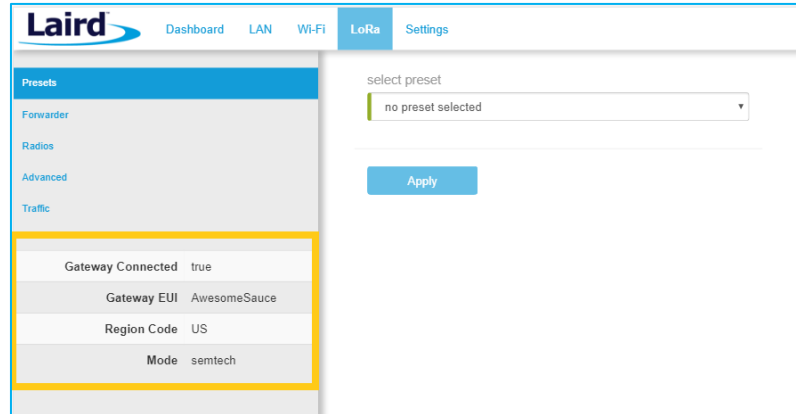 Laird™
Dashboard LAN Wi-Fi LoRa Settings
Presets
Forwarder
Radios
Advanced
Traffic
Gateway Connected true
Gateway EUI AwesomeSauce
Region Code US
Mode semtech
select preset
no preset selected
Apply